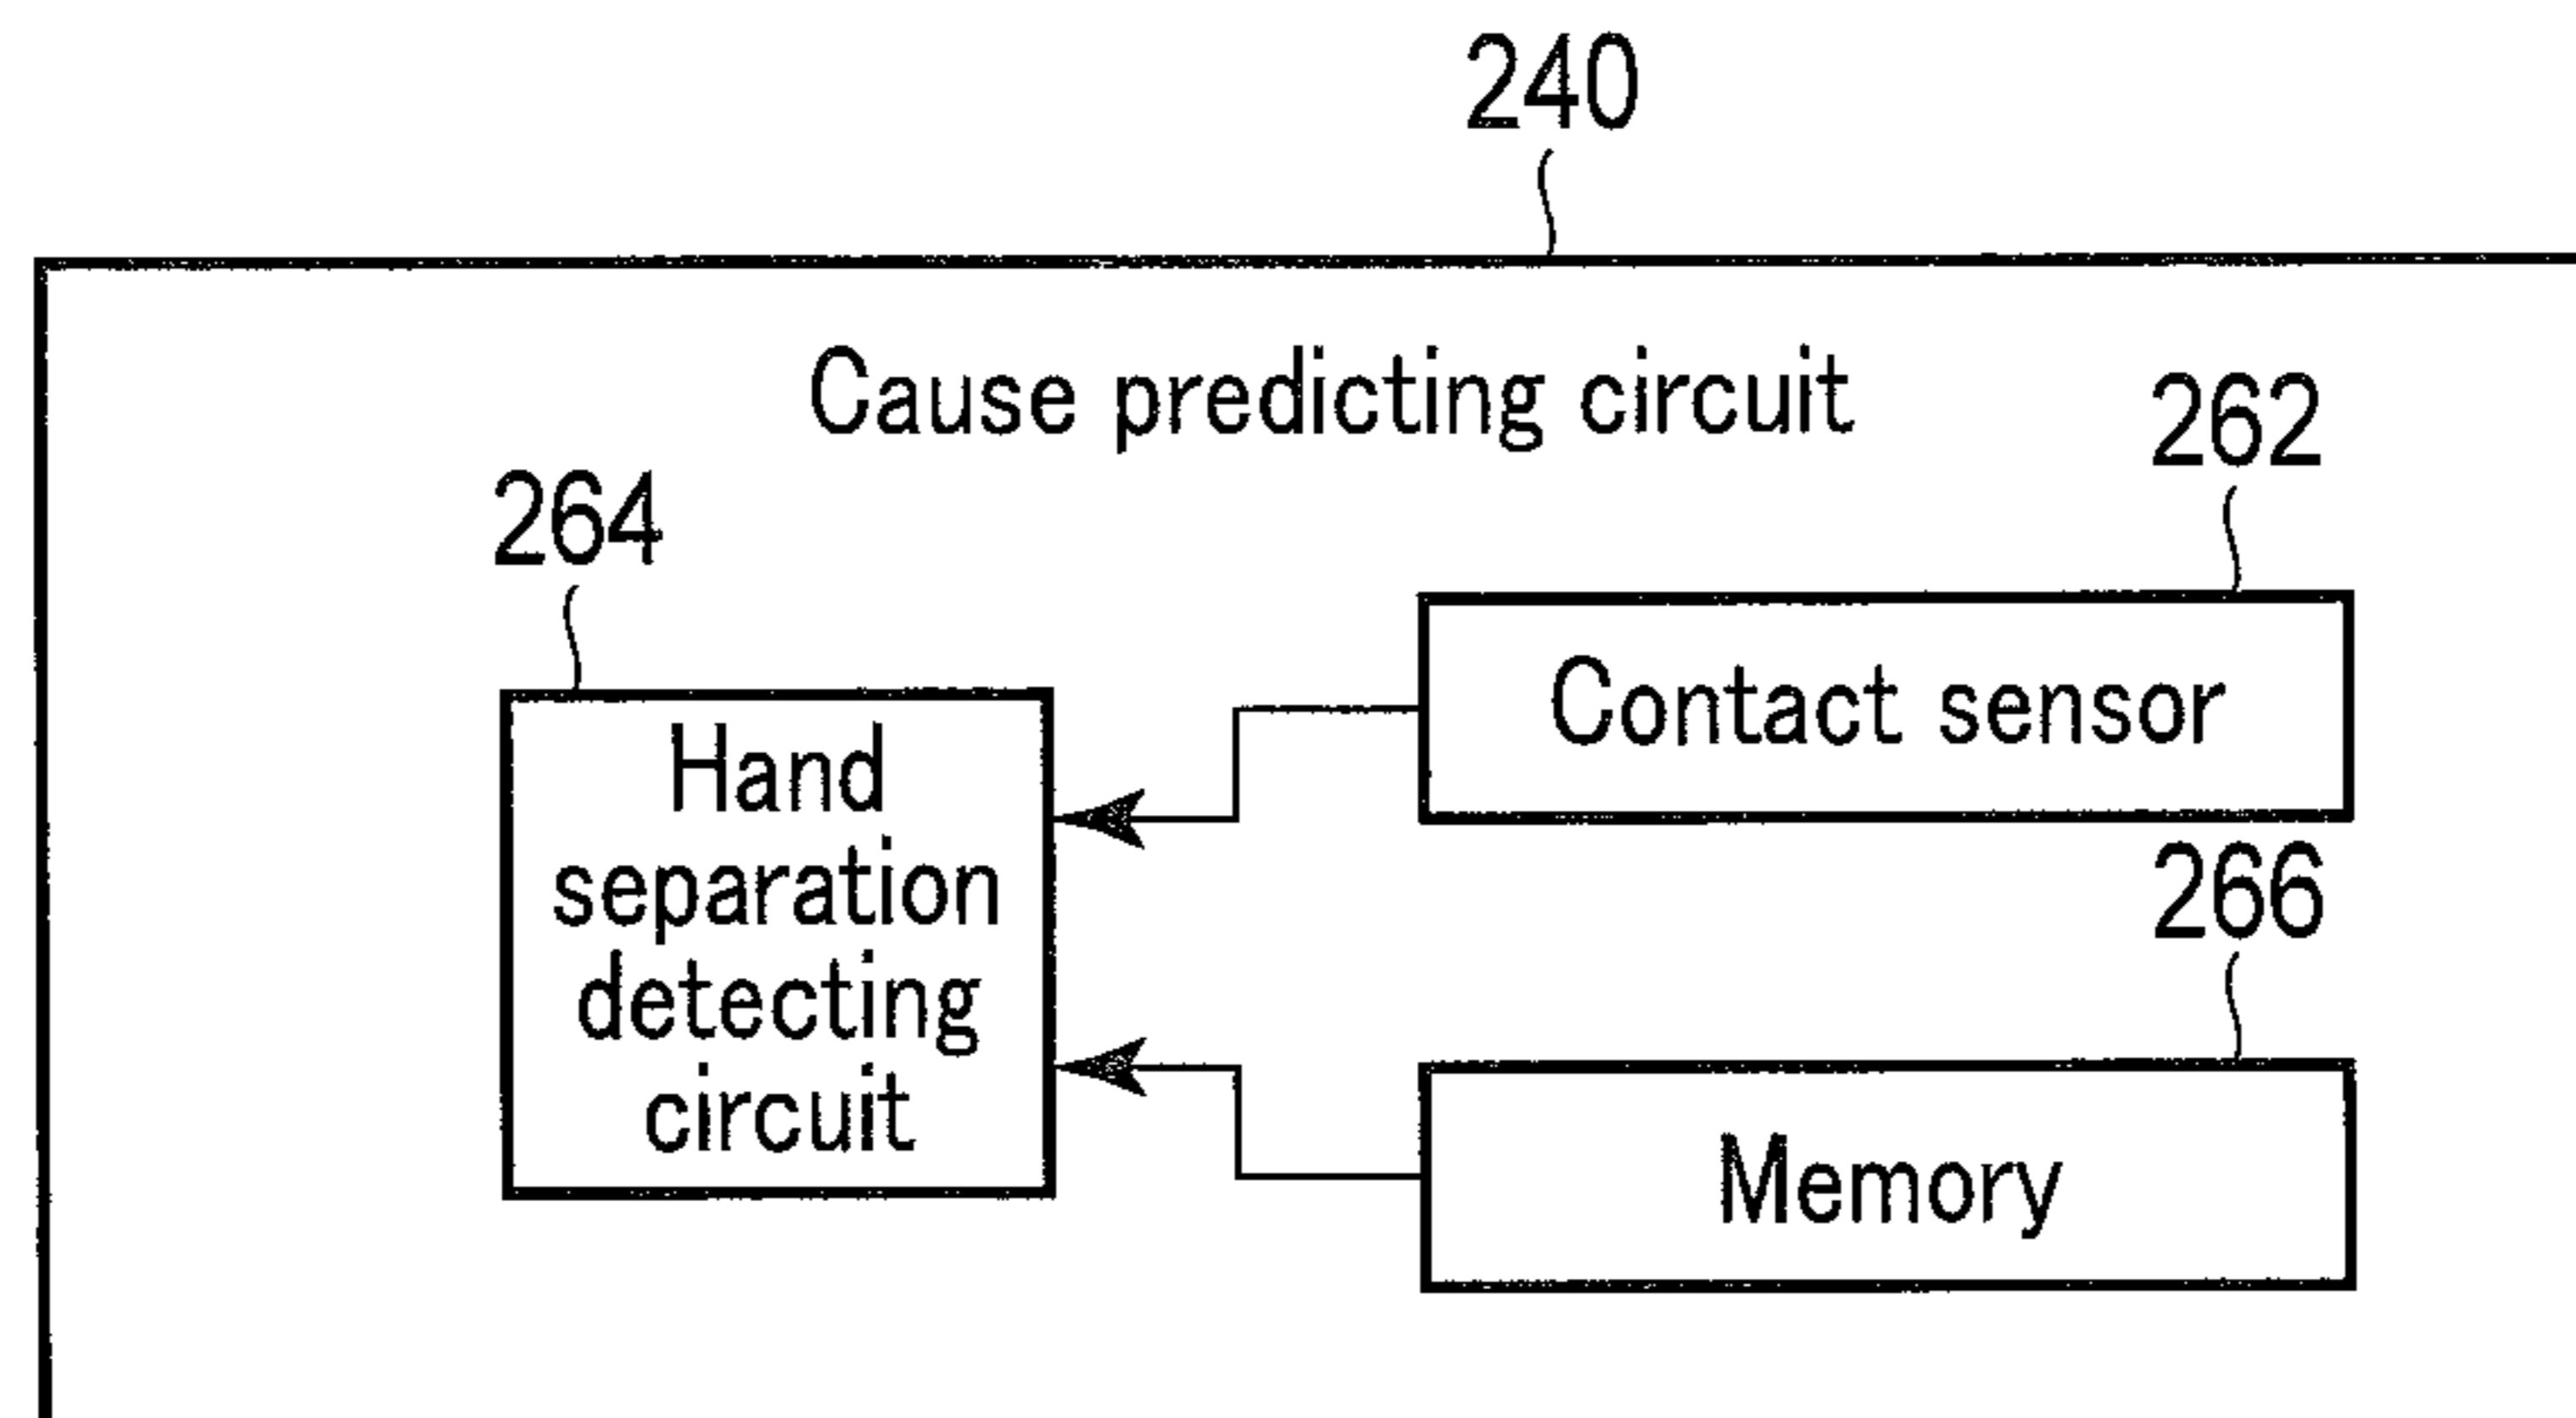 240
Cause predicting circuit
262
264
Contact sensor
Hand
separation
detecting
circuit
266
Memory